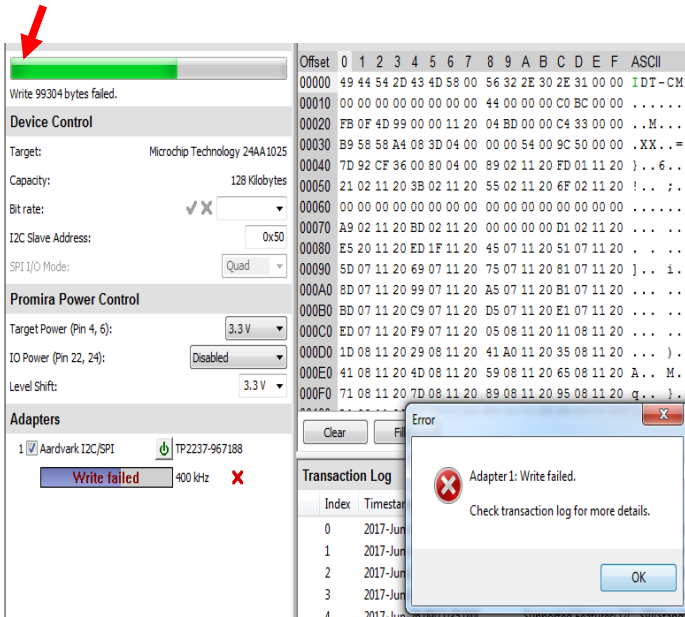 Write 99304 bytes failed.
Device Control
Target: Microchip Technology 24AA1025
Capacity: 128 Kilobytes
Bit rate:
I2C Slave Address: 0x50
SPI I/O Mode: Quad
Promira Power Control
Target Power (Pin 4, 6): 3.3 V
IO Power (Pin 22, 24): Disabled
Level Shift: 3.3 V
Adapters
1 Aardvark I2C/SPI TP2237-967188
Write failed 400 kHz
Offset 0 1 2 3 4 5 6 7 8 9 A B C D E F ASCII
00000 49 44 54 2D 43 4D 58 00 56 32 2E 30 2E 31 00 00 IDT-CM
00010 00 00 00 00 00 00 00 00 44 00 00 00 C0 BC 00 00 ......
00020 FB 0F 4D 99 00 00 11 20 04 BD 00 00 C4 33 00 00 ..M...
00030 B9 58 58 A4 08 3D 04 00 00 00 54 00 9C 50 00 00 .XX..=
00040 7D 92 CF 36 00 80 04 00 89 02 11 20 FD 01 11 20 }..6..
00050 21 02 11 20 3B 02 11 20 55 02 11 20 6F 02 11 20 !.. ;.
00060 00 00 00 00 00 00 00 00 00 00 00 00 00 00 00 00 ......
00070 A9 02 11 20 BD 02 11 20 00 00 00 00 D1 02 11 20 ... ..
00080 E5 20 11 20 ED 1F 11 20 45 07 11 20 51 07 11 20 . . ..
00090 5D 07 11 20 69 07 11 20 75 07 11 20 81 07 11 20 ].. i.
000A0 8D 07 11 20 99 07 11 20 A5 07 11 20 B1 07 11 20 ... ..
000B0 BD 07 11 20 C9 07 11 20 D5 07 11 20 E1 07 11 20 ... ..
000C0 ED 07 11 20 F9 07 11 20 05 08 11 20 11 08 11 20 ... ..
000D0 1D 08 11 20 29 08 11 20 41 A0 11 20 35 08 11 20 ... ).
000E0 41 08 11 20 4D 08 11 20 59 08 11 20 65 08 11 20 A.. M.
000F0 71 08 11 20 7D 08 11 20 89 08 11 20 95 08 11 20 q.. }.
Clear Fil
Transaction Log
Index Timestar
0 2017-Jun
1 2017-Jun
2 2017-Jun
3 2017-Jun
4 2017-Jun
Error
Adapter 1: Write failed.
Check transaction log for more details.
OK